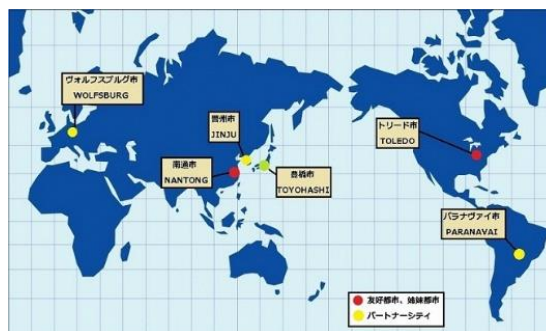 ヴォルフスブルグ市
WOLFSBURG
晋州市
JINJU
トリード市
TOLEDO
南通市
NANTONG
豊橋市
TOYOHASHI
パラナヴァイ市
PARANAVAI
友好都市、姉妹都市
パートナーシティ